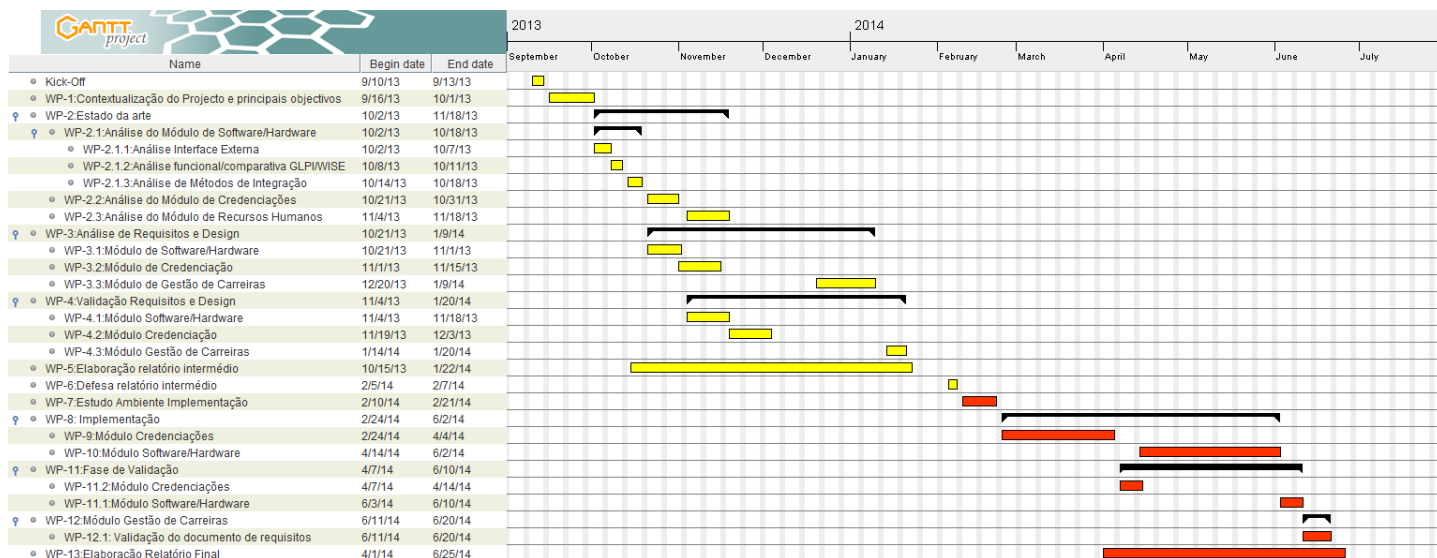 GANTT project
2013 2014
September October November December January February March April May June July
Name Begin date End date
Kick-Off 9/10/13 9/13/13
WP-1:Contextualização do Projecto e principais objectivos 9/16/13 10/1/13
WP-2:Estado da arte 10/2/13 11/18/13
WP-2.1:Análise do Módulo de Software/Hardware 10/2/13 10/18/13
WP-2.1.1:Análise Interface Externa 10/2/13 10/7/13
WP-2.1.2:Análise funcional/comparativa GLPI/WISE 10/8/13 10/11/13
WP-2.1.3:Análise de Métodos de Integração 10/14/13 10/18/13
WP-2.2:Análise do Módulo de Credenciações 10/21/13 10/31/13
WP-2.3:Análise do Módulo de Recursos Humanos 11/4/13 11/18/13
WP-3:Análise de Requisitos e Design 10/21/13 1/9/14
WP-3.1:Módulo de Software/Hardware 10/21/13 11/1/13
WP-3.2:Módulo de Credenciação 11/1/13 11/15/13
WP-3.3:Módulo de Gestão de Carreiras 12/20/13 1/9/14
WP-4:Validação Requisitos e Design 11/4/13 1/20/14
WP-4.1:Módulo Software/Hardware 11/4/13 11/18/13
WP-4.2:Módulo Credenciação 11/19/13 12/3/13
WP-4.3:Módulo Gestão de Carreiras 1/14/14 1/20/14
WP-5:Elaboração relatório intermédio 10/15/13 1/22/14
WP-6:Defesa relatório intermédio 2/5/14 2/7/14
WP-7:Estudo Ambiente Implementação 2/10/14 2/21/14
WP-8: Implementação 2/24/14 6/2/14
WP-9:Módulo Credenciações 2/24/14 4/4/14
WP-10:Módulo Software/Hardware 4/14/14 6/2/14
WP-11:Fase de Validação 4/7/14 6/10/14
WP-11.2:Módulo Credenciações 4/7/14 4/14/14
WP-11.1:Módulo Software/Hardware 6/3/14 6/10/14
WP-12:Módulo Gestão de Carreiras 6/11/14 6/20/14
WP-12.1: Validação do documento de requisitos 6/11/14 6/20/14
WP-13:Elaboração Relatório Final 4/1/14 6/25/14